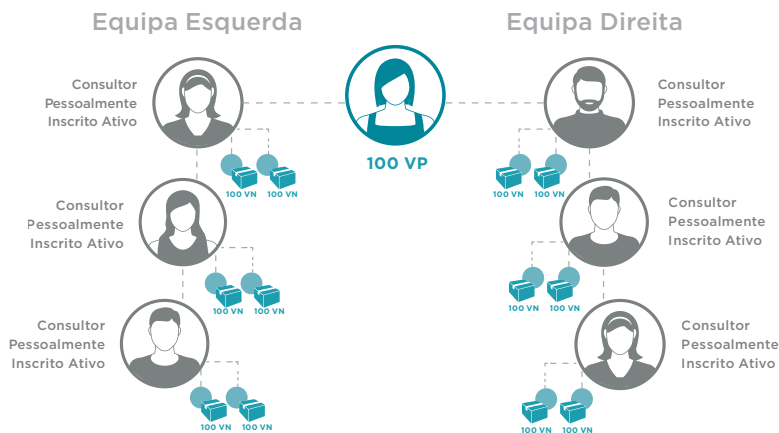 Equipa Esquerda
Equipa Direita
Consultor
Pessoalmente
Inscrito Ativo
Consultor
Pessoalmente
Inscrito Ativo
100 VP
100 VN
100 VN
100 VN
100 VN
Consultor
Pessoalmente
Inscrito Ativo
Consultor
Pessoalmente
Inscrito Ativo
100 VN
100 VN
100 VN
100 VN
Consultor
Pessoalmente
Inscrito Ativo
Consultor
Pessoalmente
Inscrito Ativo
100 VN
100 VN
100 VN
100 VN